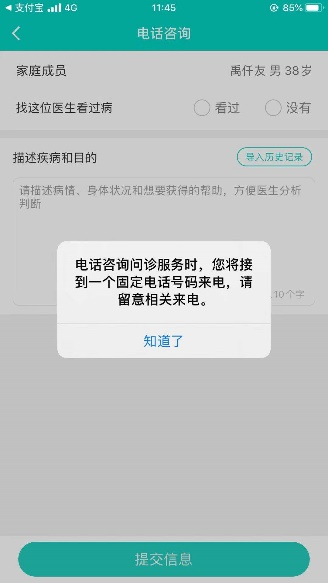 支付宝 4G 11:45 85%
电话咨询
家庭成员 禹仟友 男 38岁
找这位医生看过病 看过 没有
描述疾病和目的 导入历史记录
请描述病情、身体状况和想要获得的帮助，方便医生分析
判断
电话咨询问诊服务时，您将接
到一个固定电话号码来电，请
留意相关来电。
10个字
知道了
提交信息